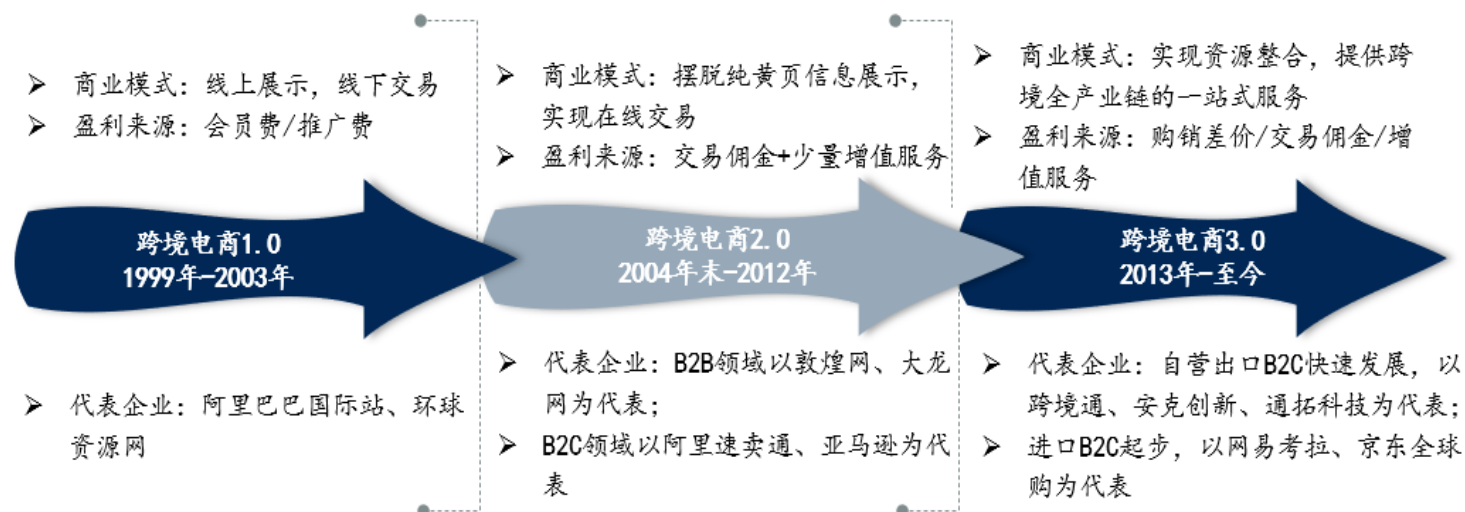 ➢ 商业模式：线上展示，线下交易
➢ 盈利来源：会员费/推广费
跨境电商1.0
1999年-2003年
➢ 代表企业：阿里巴巴国际站、环球
资源网
➢ 商业模式：摆脱纯黄页信息展示，
实现在线交易
➢ 盈利来源：交易佣金+少量增值服务
跨境电商2.0
2004年末-2012年
➢ 代表企业：B2B领域以敦煌网、大龙
网为代表；
➢ B2C领域以阿里速卖通、亚马逊为代
表
➢ 商业模式：实现资源整合，提供跨
境全产业链的一站式服务
➢ 盈利来源：购销差价/交易佣金/增
值服务
跨境电商3.0
2013年-至今
➢ 代表企业：自营出口B2C快速发展，以
跨境通、安克创新、通拓科技为代表；
➢ 进口B2C起步，以网易考拉、京东全球
购为代表